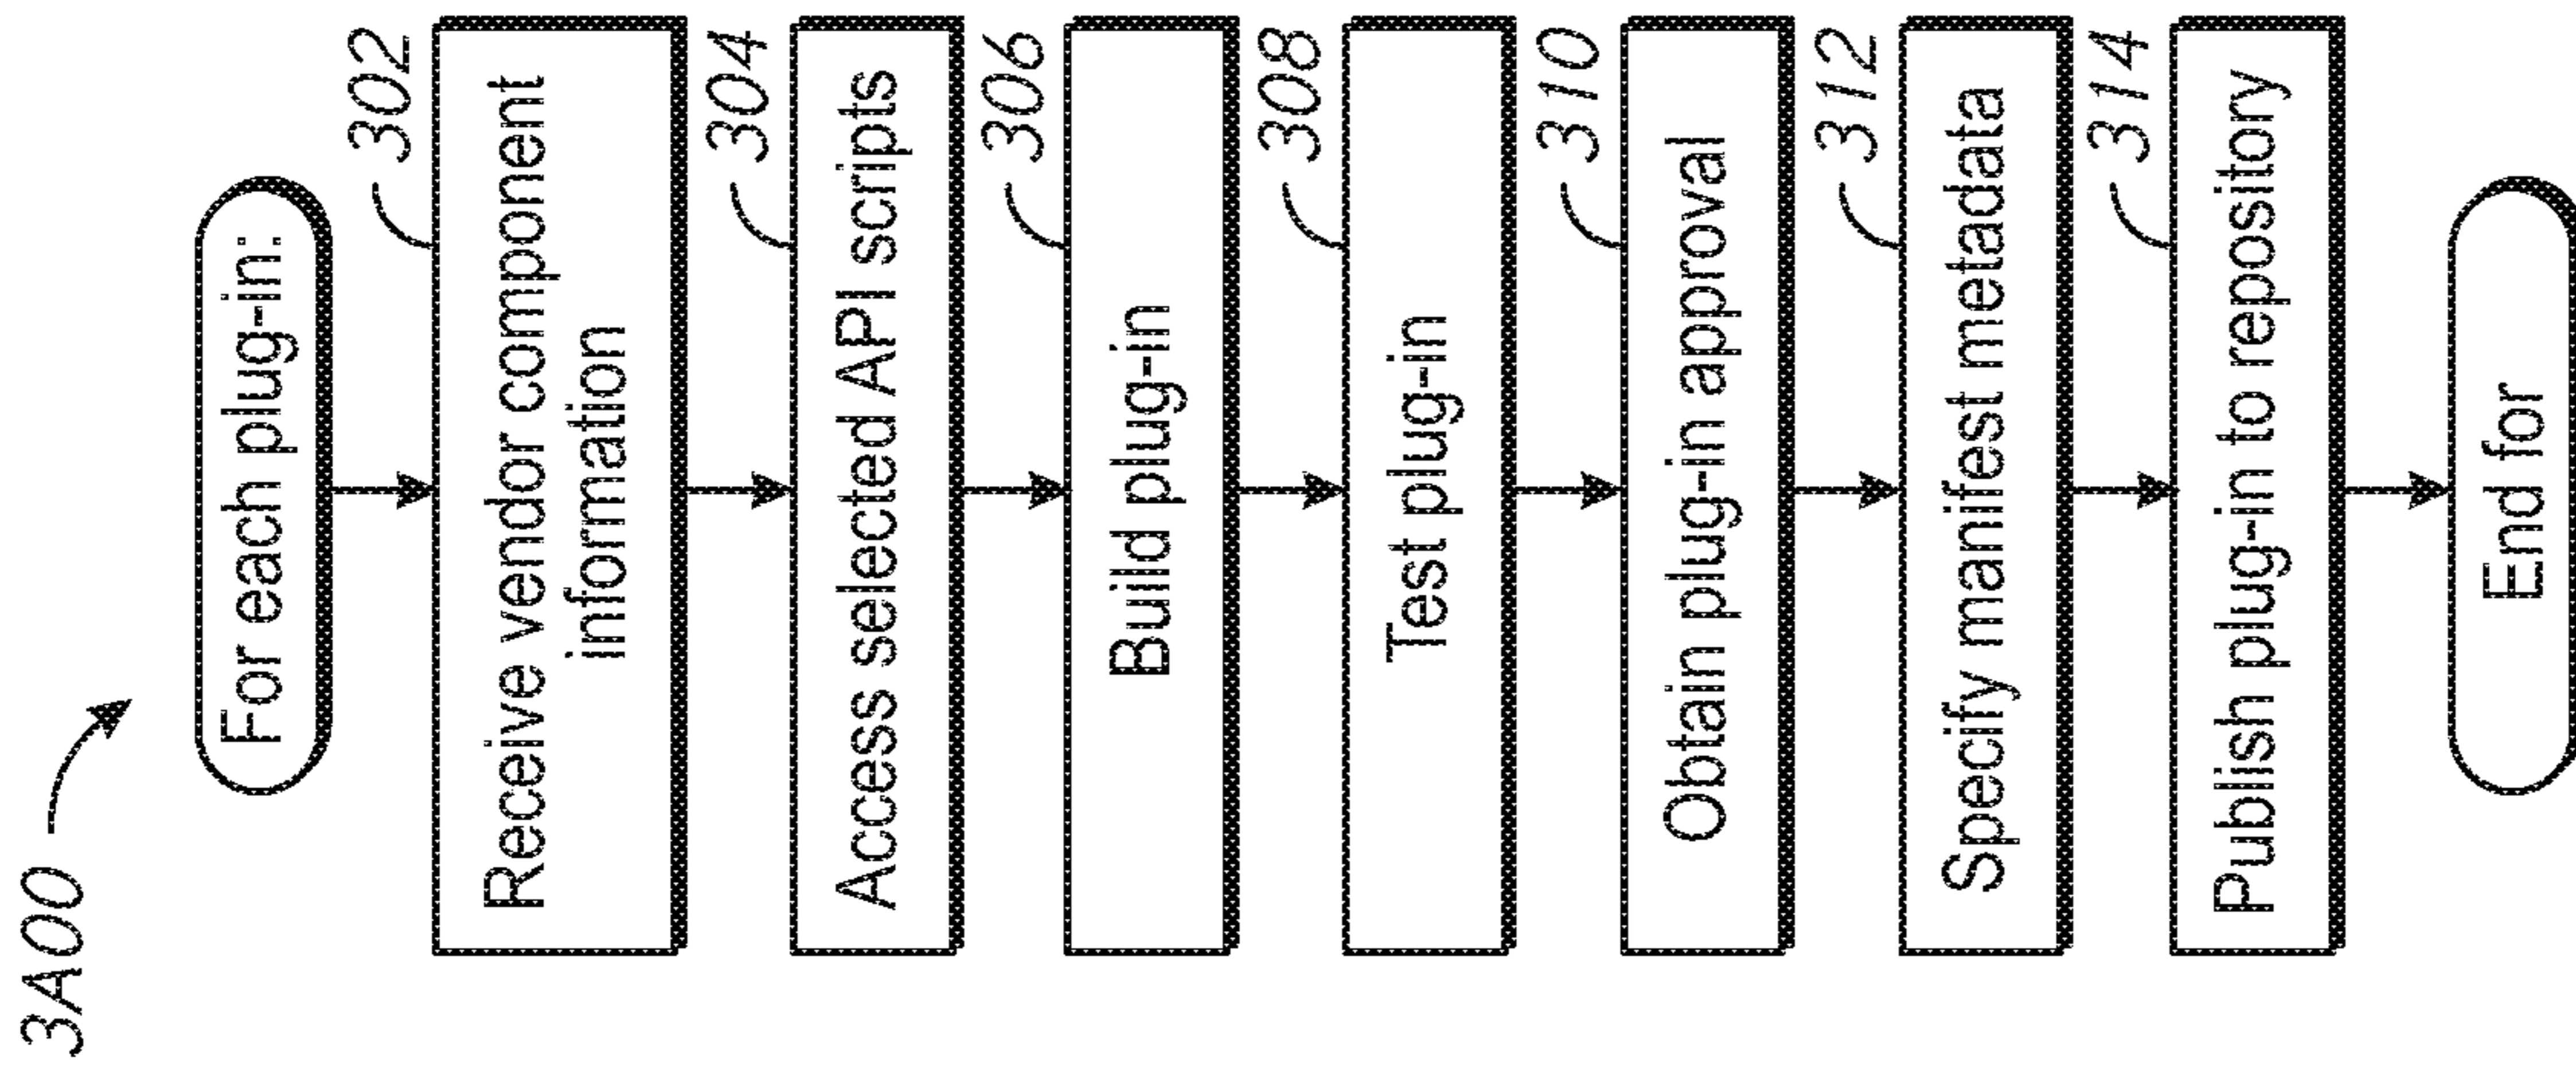 3A00
For each plug-in:
302
Receive vendor component
information
304
Access selected API scripts
306
Build plug-in
308
Test plug-in
310
Obtain plug-in approval
312
Specify manifest metadata
314
Publish plug-in to repository
End for